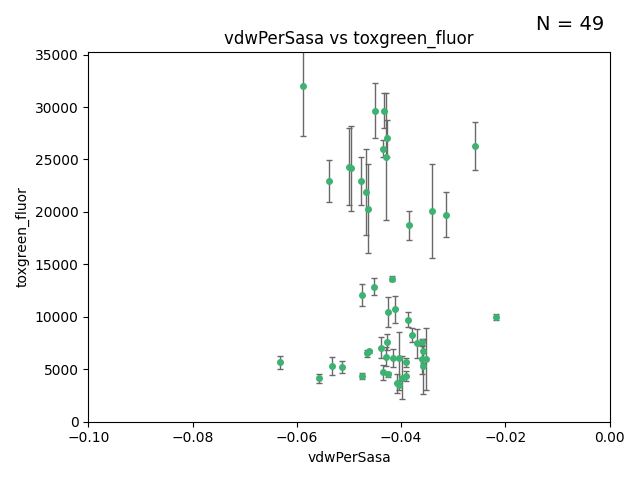 N = 49
vdwPerSasa vs toxgreen_fluor
35000
30000
25000
20000
15000
10000
5000
0
toxgreen_fluor
−0.10 −0.08 −0.06 −0.04 −0.02 0.00
vdwPerSasa